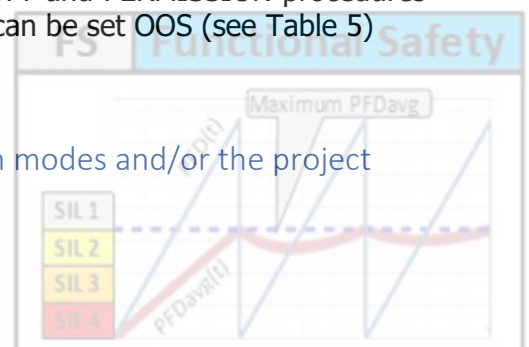 can be set OOS (see Table 5)
FS Functional Safety
Maximum PFDavg
PFD(t)
modes and/or the project
SIL 1
SIL 2
SIL 3
SIL 4
PFDavg(t)